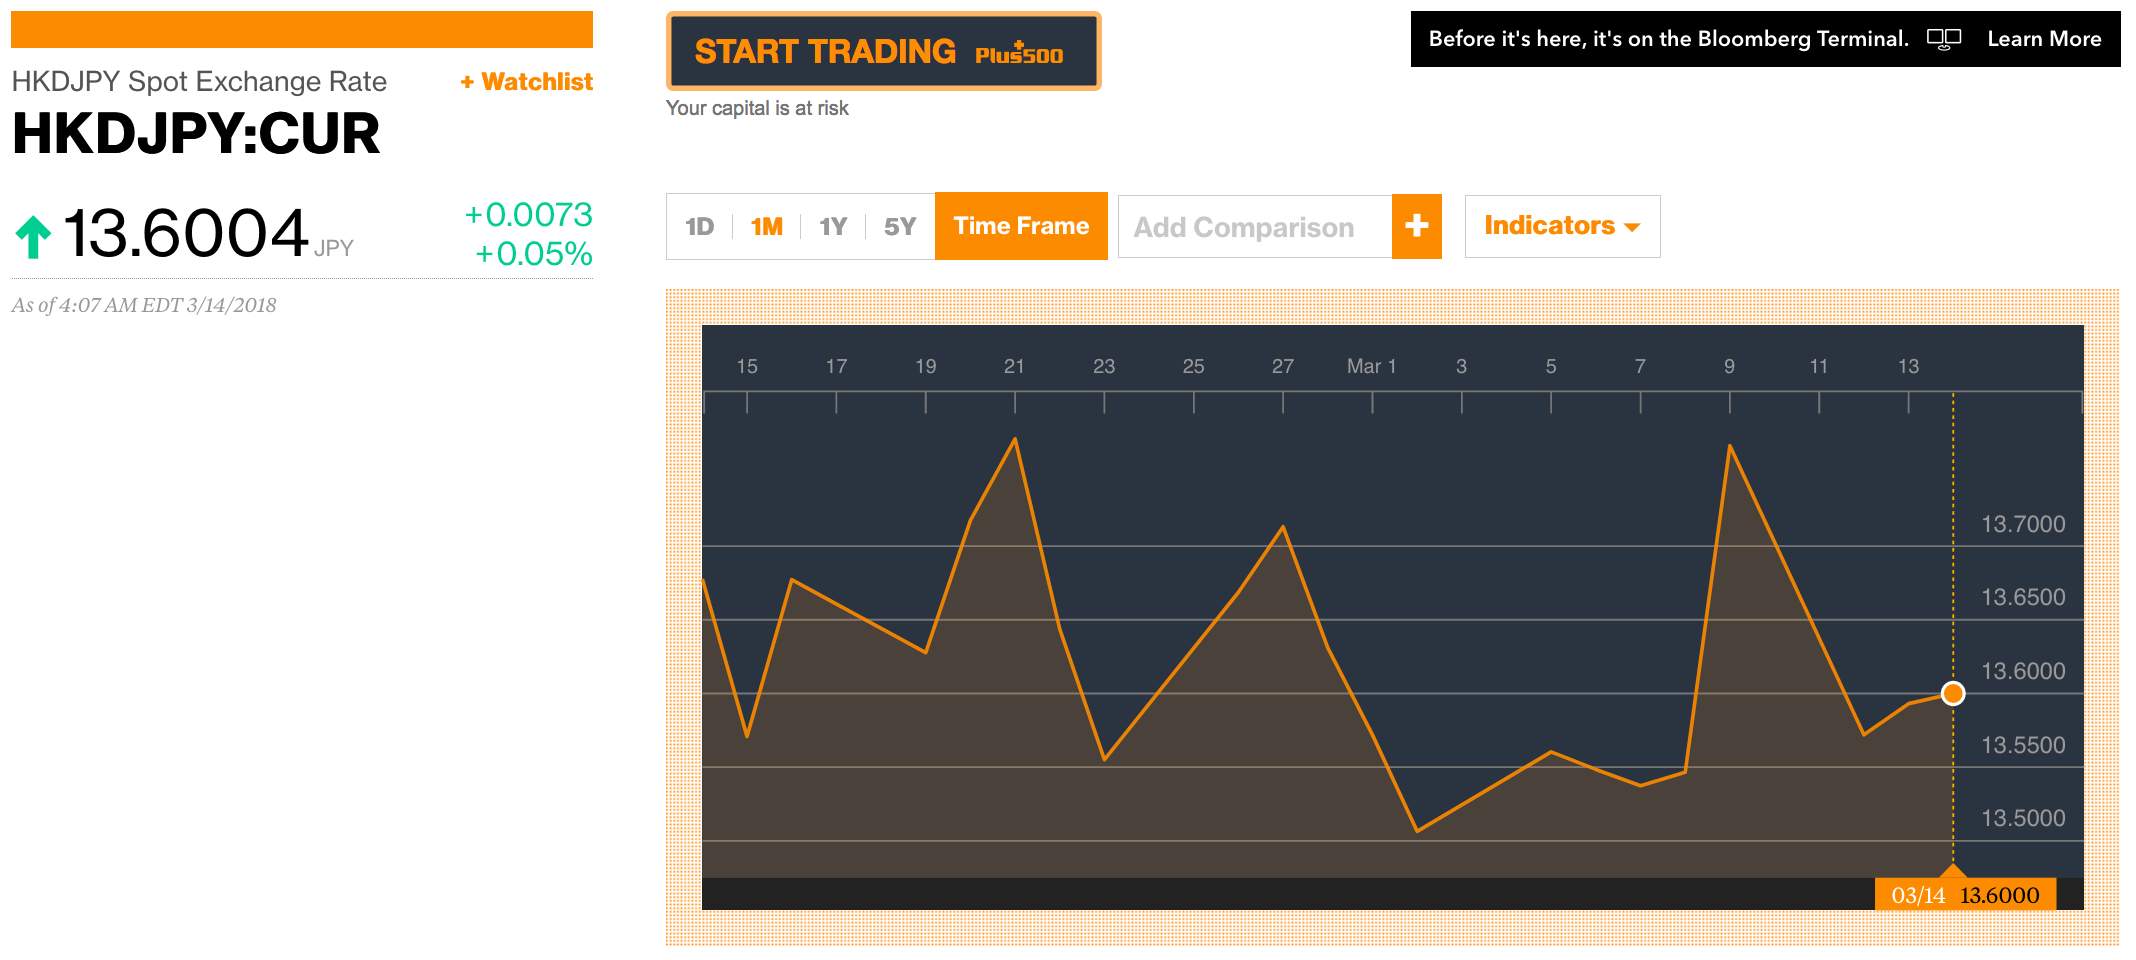 HKDJPY Spot Exchange Rate
+ Watchlist
HKDJPY:CUR
13.6004 JPY
+0.0073
+0.05%
As of 4:07 AM EDT 3/14/2018
START TRADING Plus500
Your capital is at risk
Before it's here, it's on the Bloomberg Terminal. Learn More
1D 1M 1Y 5Y Time Frame
Add Comparison +
Indicators
15 17 19 21 23 25 27 Mar 1 3 5 7 9 11 13
13.7000
13.6500
13.6000
13.5500
13.5000
03/14 13.6000